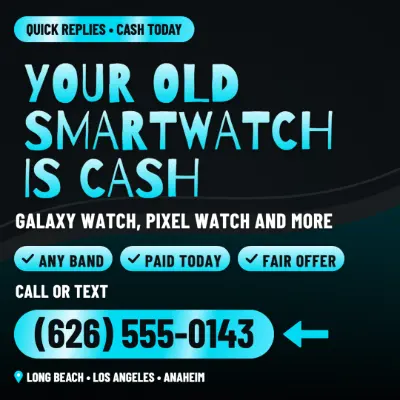 QUICK REPLIES • CASH TODAY
YOUR OLD
SMARTWATCH
IS CASH
GALAXY WATCH, PIXEL WATCH AND MORE
ANY BAND PAID TODAY FAIR OFFER
CALL OR TEXT
(626) 555-0143
LONG BEACH • LOS ANGELES • ANAHEIM